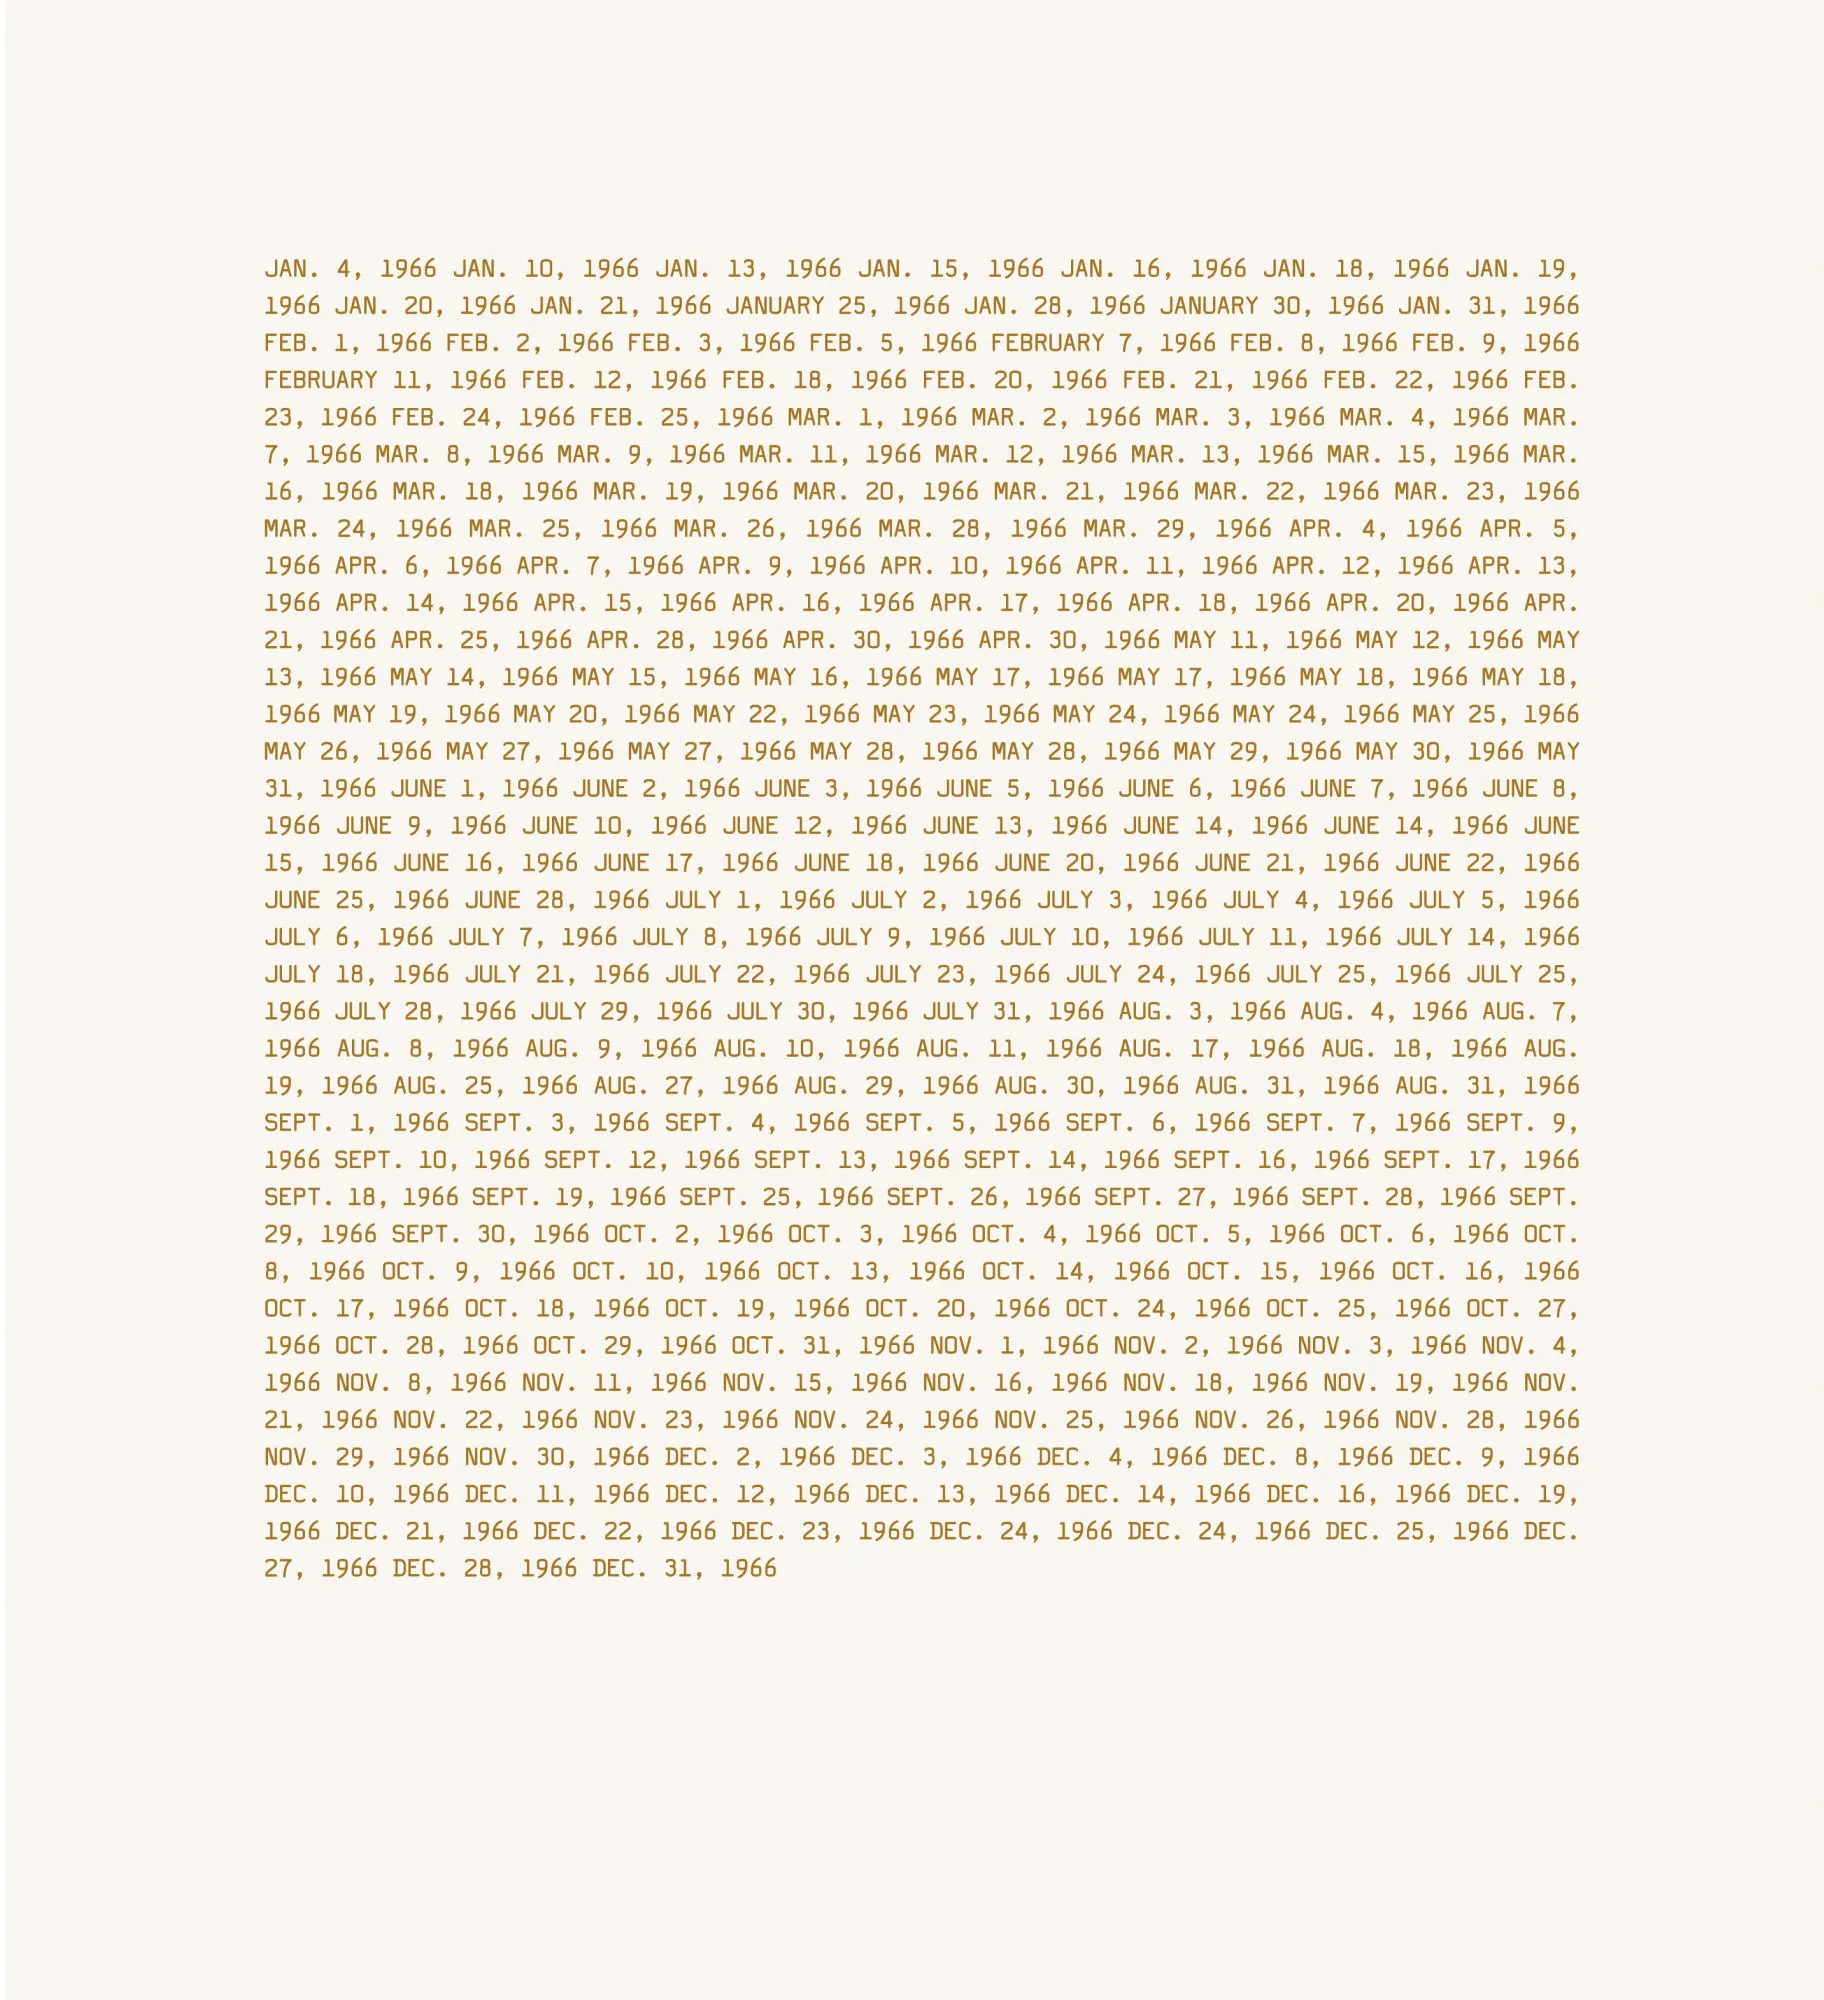 JAN. 4, 1966 JAN. 10, 1966 JAN. 13, 1966 JAN. 15, 1966 JAN. 16, 1966 JAN. 18, 1966 JAN. 19,
1966 JAN. 20, 1966 JAN. 21, 1966 JANUARY 25, 1966 JAN. 28, 1966 JANUARY 30, 1966 JAN. 31, 1966
FEB. 1, 1966 FEB. 2, 1966 FEB. 3, 1966 FEB. 5, 1966 FEBRUARY 7, 1966 FEB. 8, 1966 FEB. 9, 1966
FEBRUARY 11, 1966 FEB. 12, 1966 FEB. 18, 1966 FEB. 20, 1966 FEB. 21, 1966 FEB. 22, 1966 FEB.
23, 1966 FEB. 24, 1966 FEB. 25, 1966 MAR. 1, 1966 MAR. 2, 1966 MAR. 3, 1966 MAR. 4, 1966 MAR.
7, 1966 MAR. 8, 1966 MAR. 9, 1966 MAR. 11, 1966 MAR. 12, 1966 MAR. 13, 1966 MAR. 15, 1966 MAR.
16, 1966 MAR. 18, 1966 MAR. 19, 1966 MAR. 20, 1966 MAR. 21, 1966 MAR. 22, 1966 MAR. 23, 1966
MAR. 24, 1966 MAR. 25, 1966 MAR. 26, 1966 MAR. 28, 1966 MAR. 29, 1966 APR. 4, 1966 APR. 5,
1966 APR. 6, 1966 APR. 7, 1966 APR. 9, 1966 APR. 10, 1966 APR. 11, 1966 APR. 12, 1966 APR. 13,
1966 APR. 14, 1966 APR. 15, 1966 APR. 16, 1966 APR. 17, 1966 APR. 18, 1966 APR. 20, 1966 APR.
21, 1966 APR. 25, 1966 APR. 28, 1966 APR. 30, 1966 APR. 30, 1966 MAY 11, 1966 MAY 12, 1966 MAY
13, 1966 MAY 14, 1966 MAY 15, 1966 MAY 16, 1966 MAY 17, 1966 MAY 17, 1966 MAY 18, 1966 MAY 18,
1966 MAY 19, 1966 MAY 20, 1966 MAY 22, 1966 MAY 23, 1966 MAY 24, 1966 MAY 24, 1966 MAY 25, 1966
MAY 26, 1966 MAY 27, 1966 MAY 27, 1966 MAY 28, 1966 MAY 28, 1966 MAY 29, 1966 MAY 30, 1966 MAY
31, 1966 JUNE 1, 1966 JUNE 2, 1966 JUNE 3, 1966 JUNE 5, 1966 JUNE 6, 1966 JUNE 7, 1966 JUNE 8,
1966 JUNE 9, 1966 JUNE 10, 1966 JUNE 12, 1966 JUNE 13, 1966 JUNE 14, 1966 JUNE 14, 1966 JUNE
15, 1966 JUNE 16, 1966 JUNE 17, 1966 JUNE 18, 1966 JUNE 20, 1966 JUNE 21, 1966 JUNE 22, 1966
JUNE 25, 1966 JUNE 28, 1966 JULY 1, 1966 JULY 2, 1966 JULY 3, 1966 JULY 4, 1966 JULY 5, 1966
JULY 6, 1966 JULY 7, 1966 JULY 8, 1966 JULY 9, 1966 JULY 10, 1966 JULY 11, 1966 JULY 14, 1966
JULY 18, 1966 JULY 21, 1966 JULY 22, 1966 JULY 23, 1966 JULY 24, 1966 JULY 25, 1966 JULY 25,
1966 JULY 28, 1966 JULY 29, 1966 JULY 30, 1966 JULY 31, 1966 AUG. 3, 1966 AUG. 4, 1966 AUG. 7,
1966 AUG. 8, 1966 AUG. 9, 1966 AUG. 10, 1966 AUG. 11, 1966 AUG. 17, 1966 AUG. 18, 1966 AUG.
19, 1966 AUG. 25, 1966 AUG. 27, 1966 AUG. 29, 1966 AUG. 30, 1966 AUG. 31, 1966 AUG. 31, 1966
SEPT. 1, 1966 SEPT. 3, 1966 SEPT. 4, 1966 SEPT. 5, 1966 SEPT. 6, 1966 SEPT. 7, 1966 SEPT. 9,
1966 SEPT. 10, 1966 SEPT. 12, 1966 SEPT. 13, 1966 SEPT. 14, 1966 SEPT. 16, 1966 SEPT. 17, 1966
SEPT. 18, 1966 SEPT. 19, 1966 SEPT. 25, 1966 SEPT. 26, 1966 SEPT. 27, 1966 SEPT. 28, 1966 SEPT.
29, 1966 SEPT. 30, 1966 OCT. 2, 1966 OCT. 3, 1966 OCT. 4, 1966 OCT. 5, 1966 OCT. 6, 1966 OCT.
8, 1966 OCT. 9, 1966 OCT. 10, 1966 OCT. 13, 1966 OCT. 14, 1966 OCT. 15, 1966 OCT. 16, 1966
OCT. 17, 1966 OCT. 18, 1966 OCT. 19, 1966 OCT. 20, 1966 OCT. 24, 1966 OCT. 25, 1966 OCT. 27,
1966 OCT. 28, 1966 OCT. 29, 1966 OCT. 31, 1966 NOV. 1, 1966 NOV. 2, 1966 NOV. 3, 1966 NOV. 4,
1966 NOV. 8, 1966 NOV. 11, 1966 NOV. 15, 1966 NOV. 16, 1966 NOV. 18, 1966 NOV. 19, 1966 NOV.
21, 1966 NOV. 22, 1966 NOV. 23, 1966 NOV. 24, 1966 NOV. 25, 1966 NOV. 26, 1966 NOV. 28, 1966
NOV. 29, 1966 NOV. 30, 1966 DEC. 2, 1966 DEC. 3, 1966 DEC. 4, 1966 DEC. 8, 1966 DEC. 9, 1966
DEC. 10, 1966 DEC. 11, 1966 DEC. 12, 1966 DEC. 13, 1966 DEC. 14, 1966 DEC. 16, 1966 DEC. 19,
1966 DEC. 21, 1966 DEC. 22, 1966 DEC. 23, 1966 DEC. 24, 1966 DEC. 24, 1966 DEC. 25, 1966 DEC.
27, 1966 DEC. 28, 1966 DEC. 31, 1966